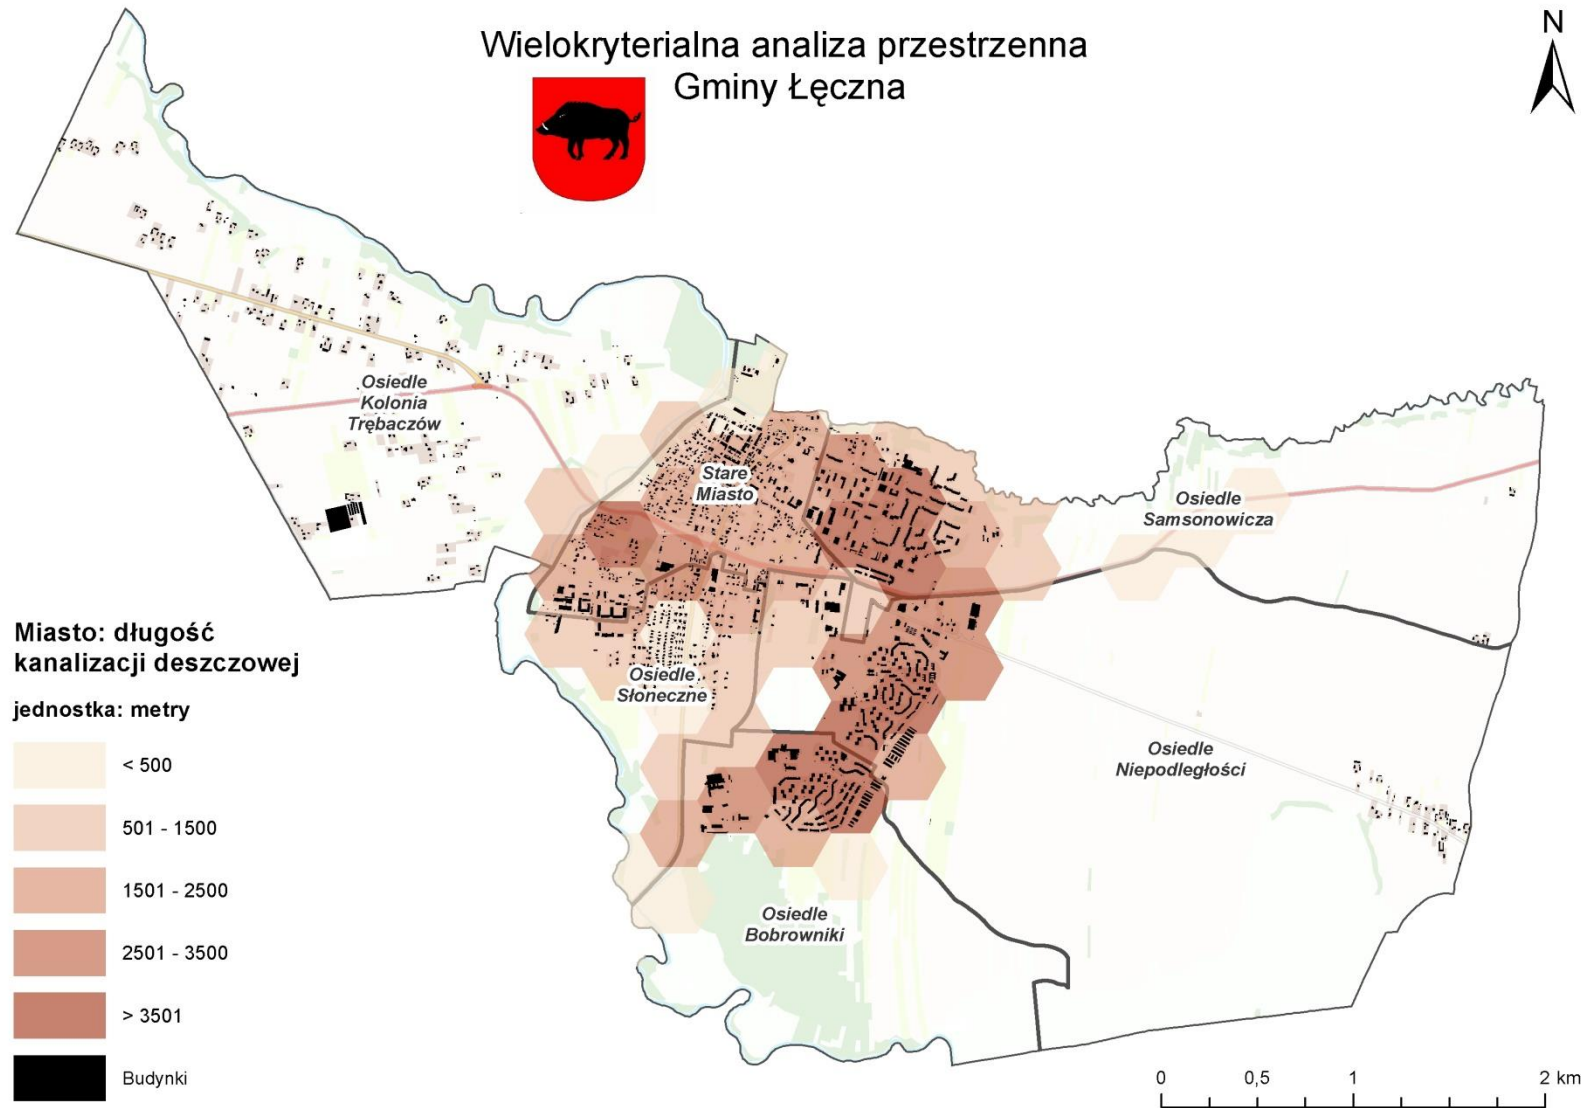 Wielokryterialna analiza przestrzenna
Gminy Łęczna
N
Osiedle
Kolonia
Trębaczów
Stare
Miasto
Osiedle
Samsonowicza
Osiedle
Słoneczne
Osiedle
Niepodległości
Osiedle
Bobrowniki
Miasto: długość
kanalizacji deszczowej
jednostka: metry
< 500
501 - 1500
1501 - 2500
2501 - 3500
> 3501
Budynki
0 0,5 1 2 km